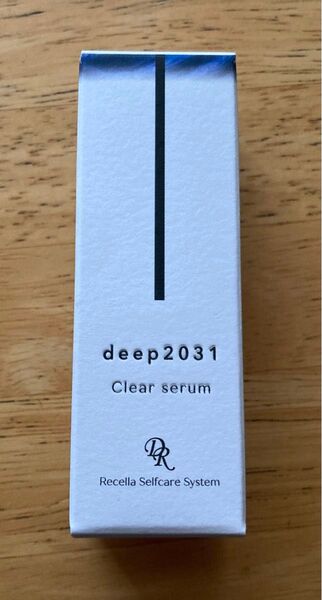 deep2031
Clear serum
DR
Recella Selfcare System